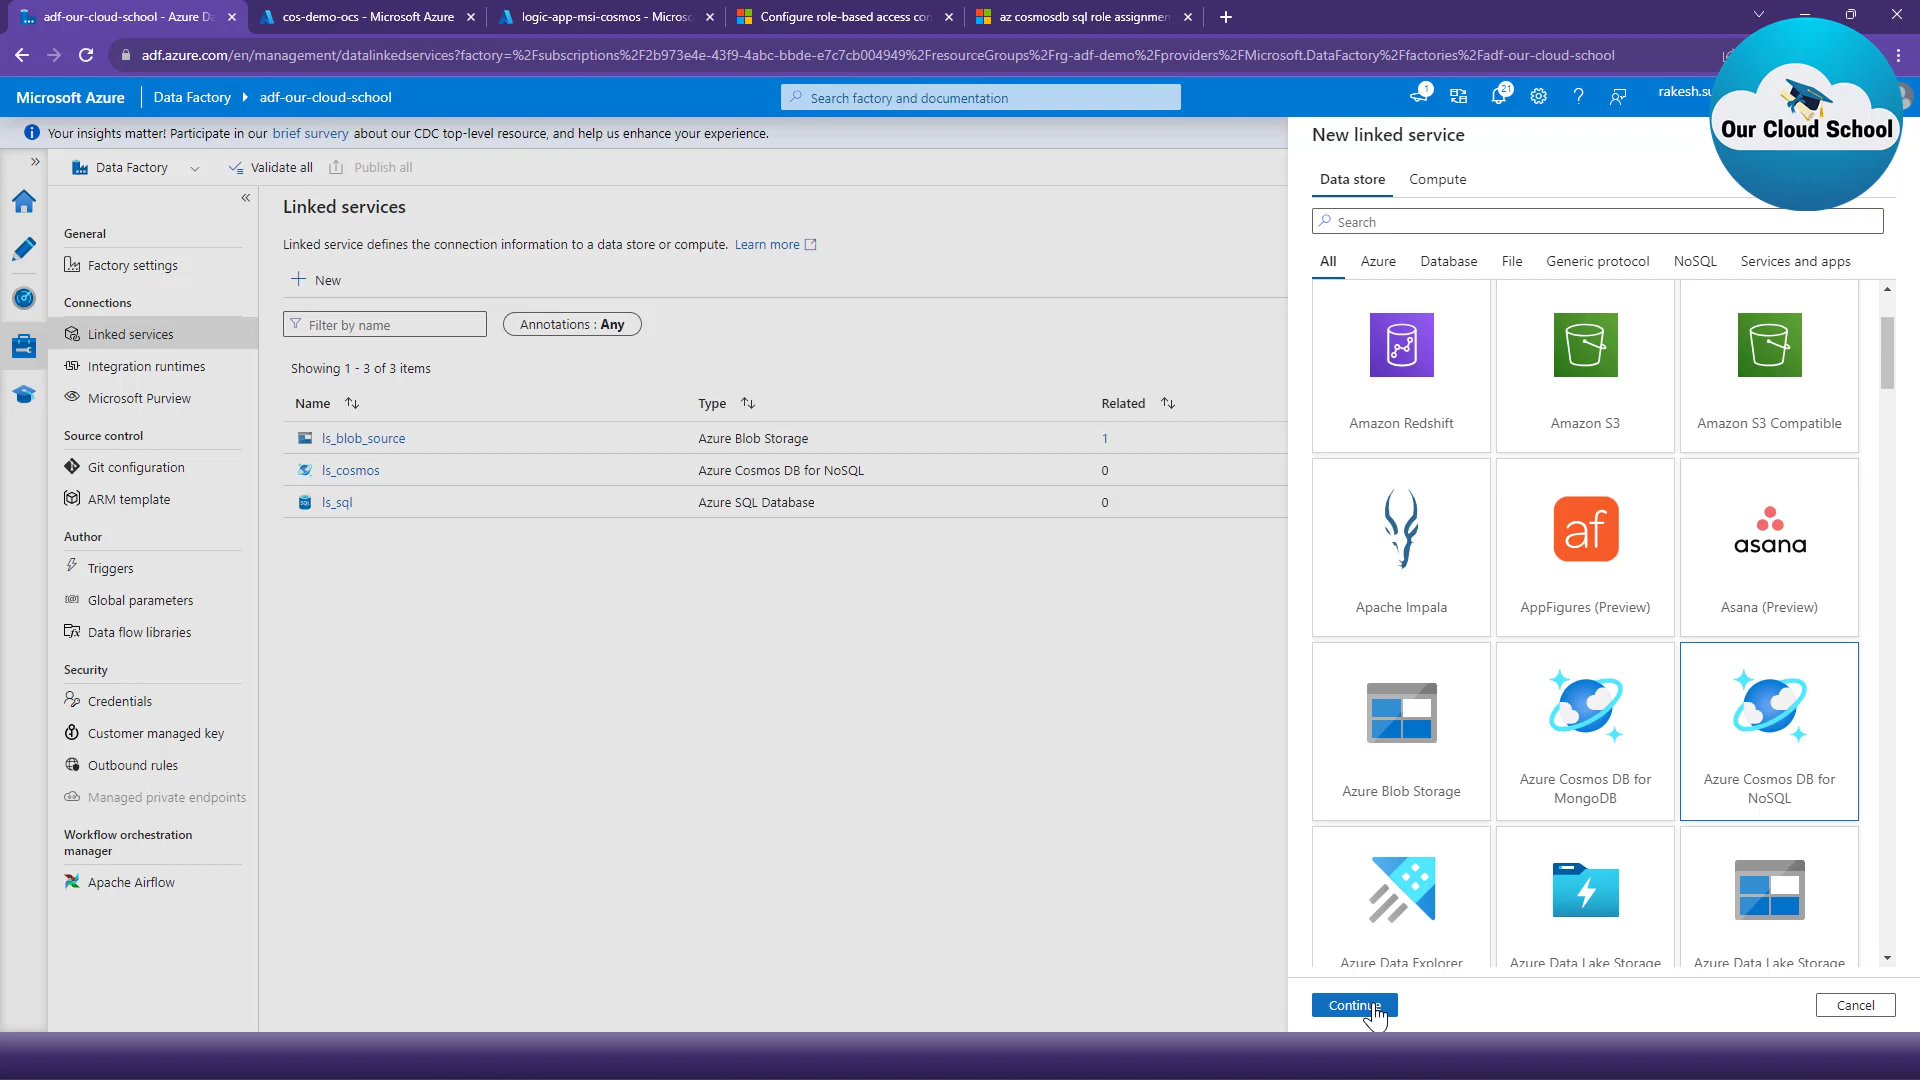 adf-our-cloud-school - Azure Da
cos-demo-ocs - Microsoft Azure
logic-app-msi-cosmos - Microso
Configure role-based access con
az cosmosdb sql role assignmen
adf.azure.com/en/management/datalinkedservices?factory=%2Fsubscriptions%2F2b973e4e-43f9-4abc-bbde-e7c7cb004949%2FresourceGroups%2Frg-adf-demo%2Fproviders%2FMicrosoft.DataFactory%2Ffactories%2Fadf-our-cloud-school
Microsoft Azure
Data Factory
adf-our-cloud-school
Search factory and documentation
1
21
rakesh.su
Our Cloud School
Your insights matter! Participate in our brief survey about our CDC top-level resource, and help us enhance your experience.
Data Factory
Validate all
Publish all
General
Factory settings
Connections
Linked services
Integration runtimes
Microsoft Purview
Source control
Git configuration
ARM template
Author
Triggers
Global parameters
Data flow libraries
Security
Credentials
Customer managed key
Outbound rules
Managed private endpoints
Workflow orchestration
manager
Apache Airflow
Linked services
Linked service defines the connection information to a data store or compute. Learn more
New
Filter by name
Annotations : Any
Showing 1 - 3 of 3 items
Name
Type
Related
ls_blob_source
Azure Blob Storage
1
ls_cosmos
Azure Cosmos DB for NoSQL
0
SQL
ls_sql
Azure SQL Database
0
New linked service
Data store
Compute
Search
All
Azure
Database
File
Generic protocol
NoSQL
Services and apps
Amazon Redshift
Amazon S3
Amazon S3 Compatible
af
asana
Apache Impala
AppFigures (Preview)
Asana (Preview)
Azure Blob Storage
Azure Cosmos DB for
MongoDB
Azure Cosmos DB for
NoSQL
Azure Data Explorer
Azure Data Lake Storage
Azure Data Lake Storage
Continue
Cancel